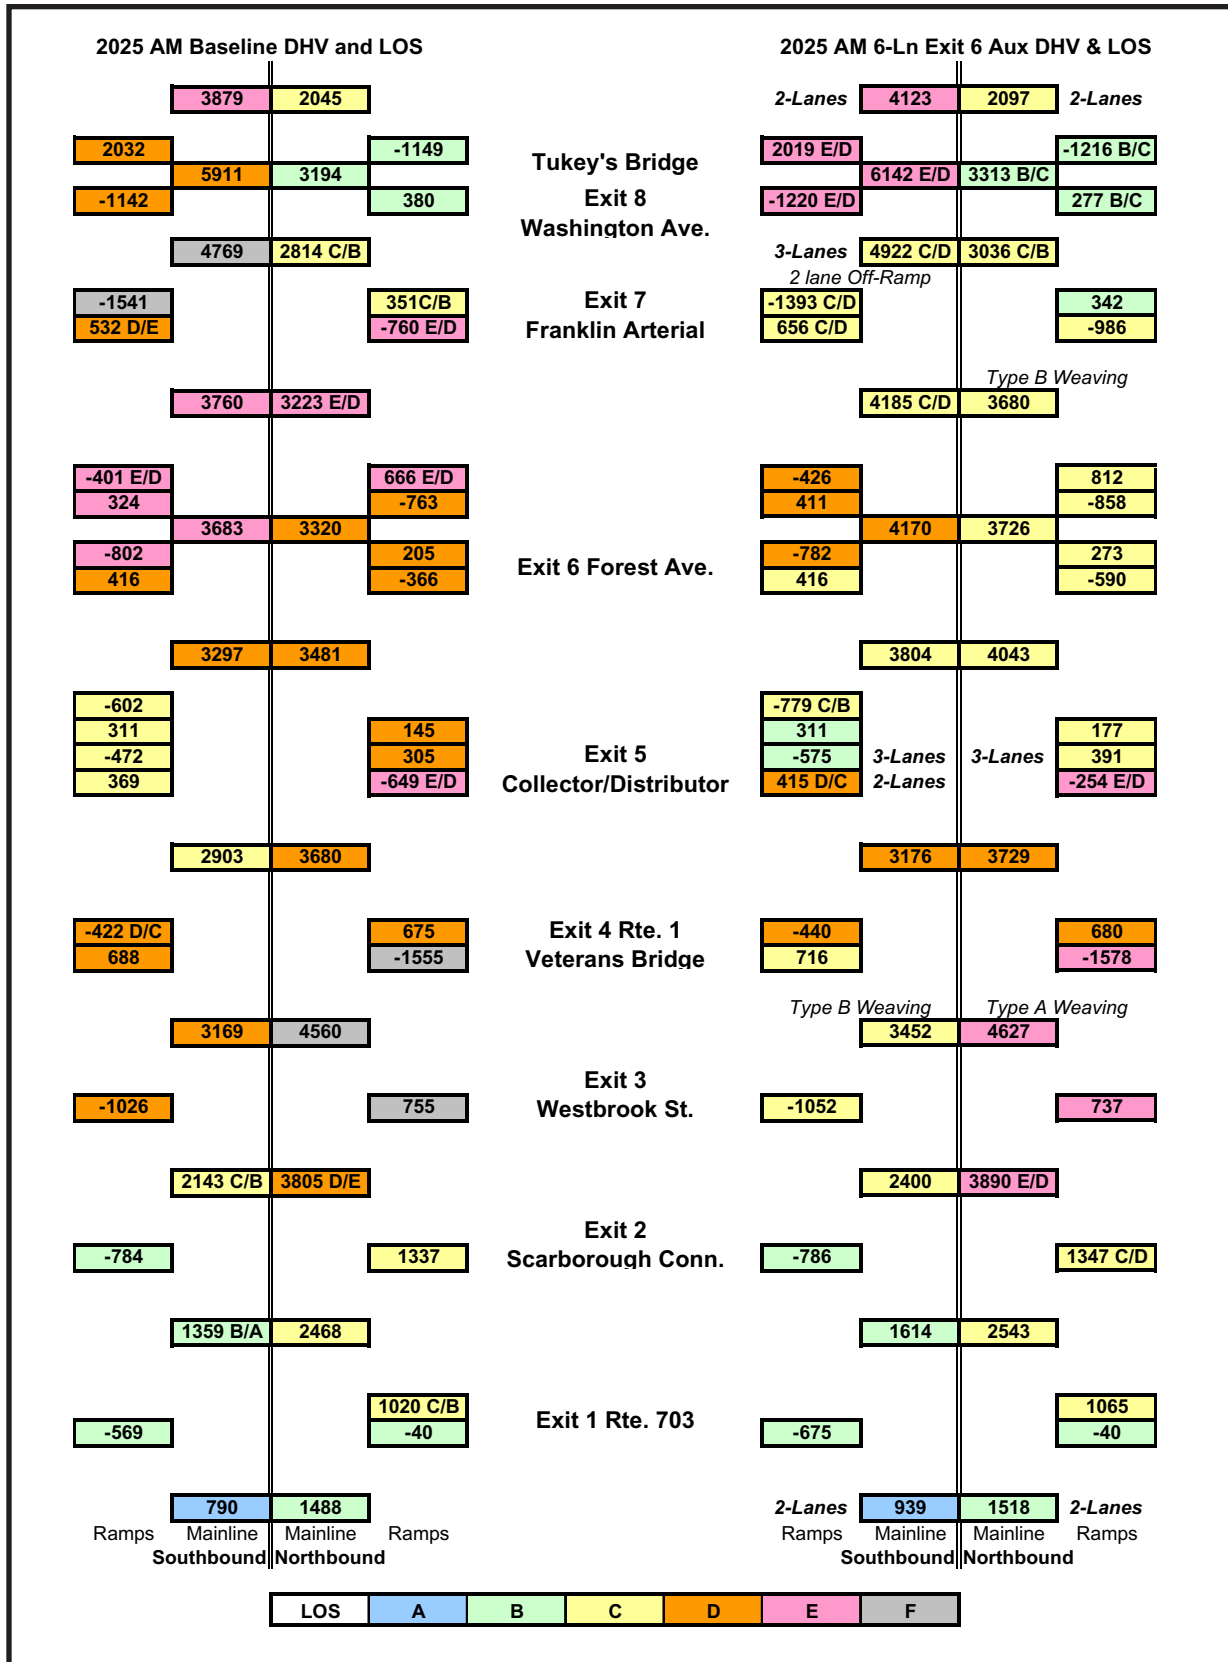 2025 AM Baseline DHV and LOS 2025 AM 6-Ln Exit 6 Aux DHV & LOS
3879 2045 2-Lanes 4123 2097 2-Lanes
2032 -1149 2019 E/D -1216 B/C
Tukey's Bridge
5911 3194 6142 E/D 3313 B/C
-1142 380 Exit 8 -1220 E/D 277 B/C
Washington Ave.
4769 2814 C/B 3-Lanes 4922 C/D 3036 C/B
2 lane Off-Ramp
-1541 351C/B Exit 7 -1393 C/D 342
532 D/E -760 E/D Franklin Arterial 656 C/D -986
Type B Weaving
3760 3223 E/D 4185 C/D 3680
-401 E/D 666 E/D -426 812
324 -763 411 -858
3683 3320 4170 3726
-802 205 Exit 6 Forest Ave. -782 273
416 -366 416 -590
3297 3481 3804 4043
-602 -779 C/B
311 145 311 177
-472 305 Exit 5 -575 3-Lanes 3-Lanes 391
369 -649 E/D Collector/Distributor 415 D/C 2-Lanes -254 E/D
2903 3680 3176 3729
-422 D/C 675 Exit 4 Rte. 1 -440 680
688 -1555 Veterans Bridge 716 -1578
Type B Weaving Type A Weaving
3169 4560 3452 4627
Exit 3
-1026 755 Westbrook St. -1052 737
2143 C/B 3805 D/E 2400 3890 E/D
Exit 2
-784 1337 Scarborough Conn. -786 1347 C/D
1359 B/A 2468 1614 2543
1020 C/B 1065
-569 -40 Exit 1 Rte. 703 -675 -40
790 1488 2-Lanes 939 1518 2-Lanes
Ramps Mainline Mainline Ramps Ramps Mainline Mainline Ramps
Southbound Northbound Southbound Northbound
LOS A B C D E F